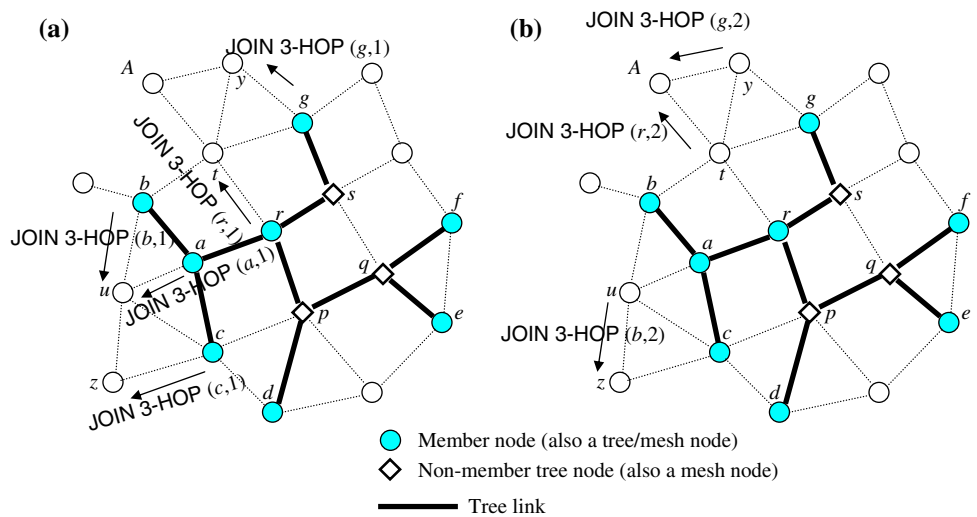 (a)
JOIN 3-HOP (g,1)
A
y
g
JOIN 3-HOP (r,1)
t
b
s
r
f
JOIN 3-HOP (b,1)
a
q
JOIN 3-HOP (a,1)
u
p
e
c
z
JOIN 3-HOP (c,1)
d
(b)
JOIN 3-HOP (g,2)
A
y
g
JOIN 3-HOP (r,2)
t
b
s
r
f
a
q
u
p
e
JOIN 3-HOP (b,2)
c
z
d
Member node (also a tree/mesh node)
Non-member tree node (also a mesh node)
Tree link